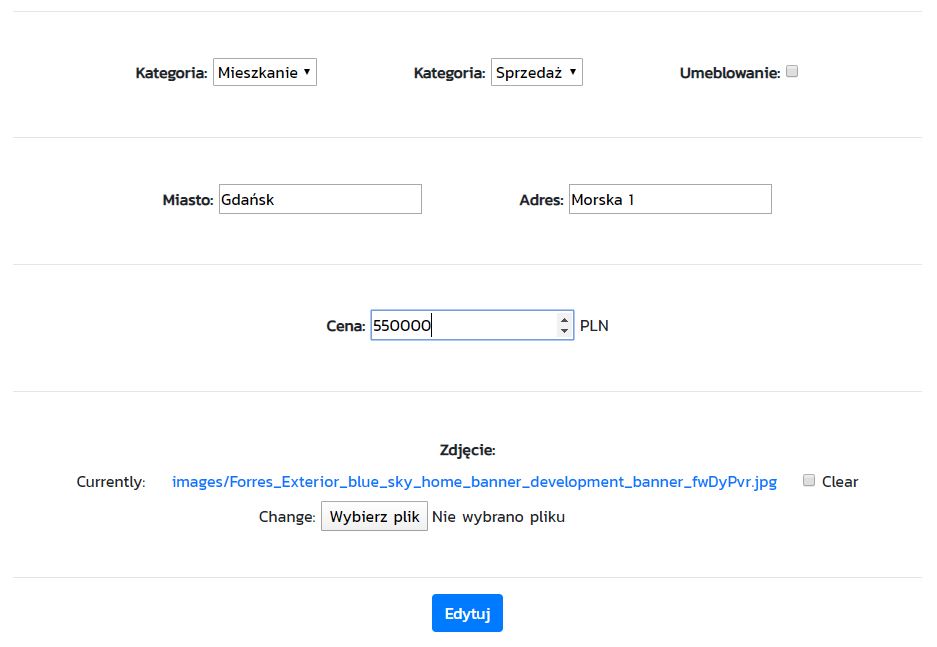 Kategoria: Mieszkanie Kategoria: Sprzedaż Umeblowanie:
Miasto: Gdańsk Adres: Morska 1
Cena: 550000 PLN
Zdjęcie:
Currently: images/Forres_Exterior_blue_sky_home_banner_development_banner_fwDyPvr.jpg Clear
Change: Wybierz plik Nie wybrano pliku
Edytuj